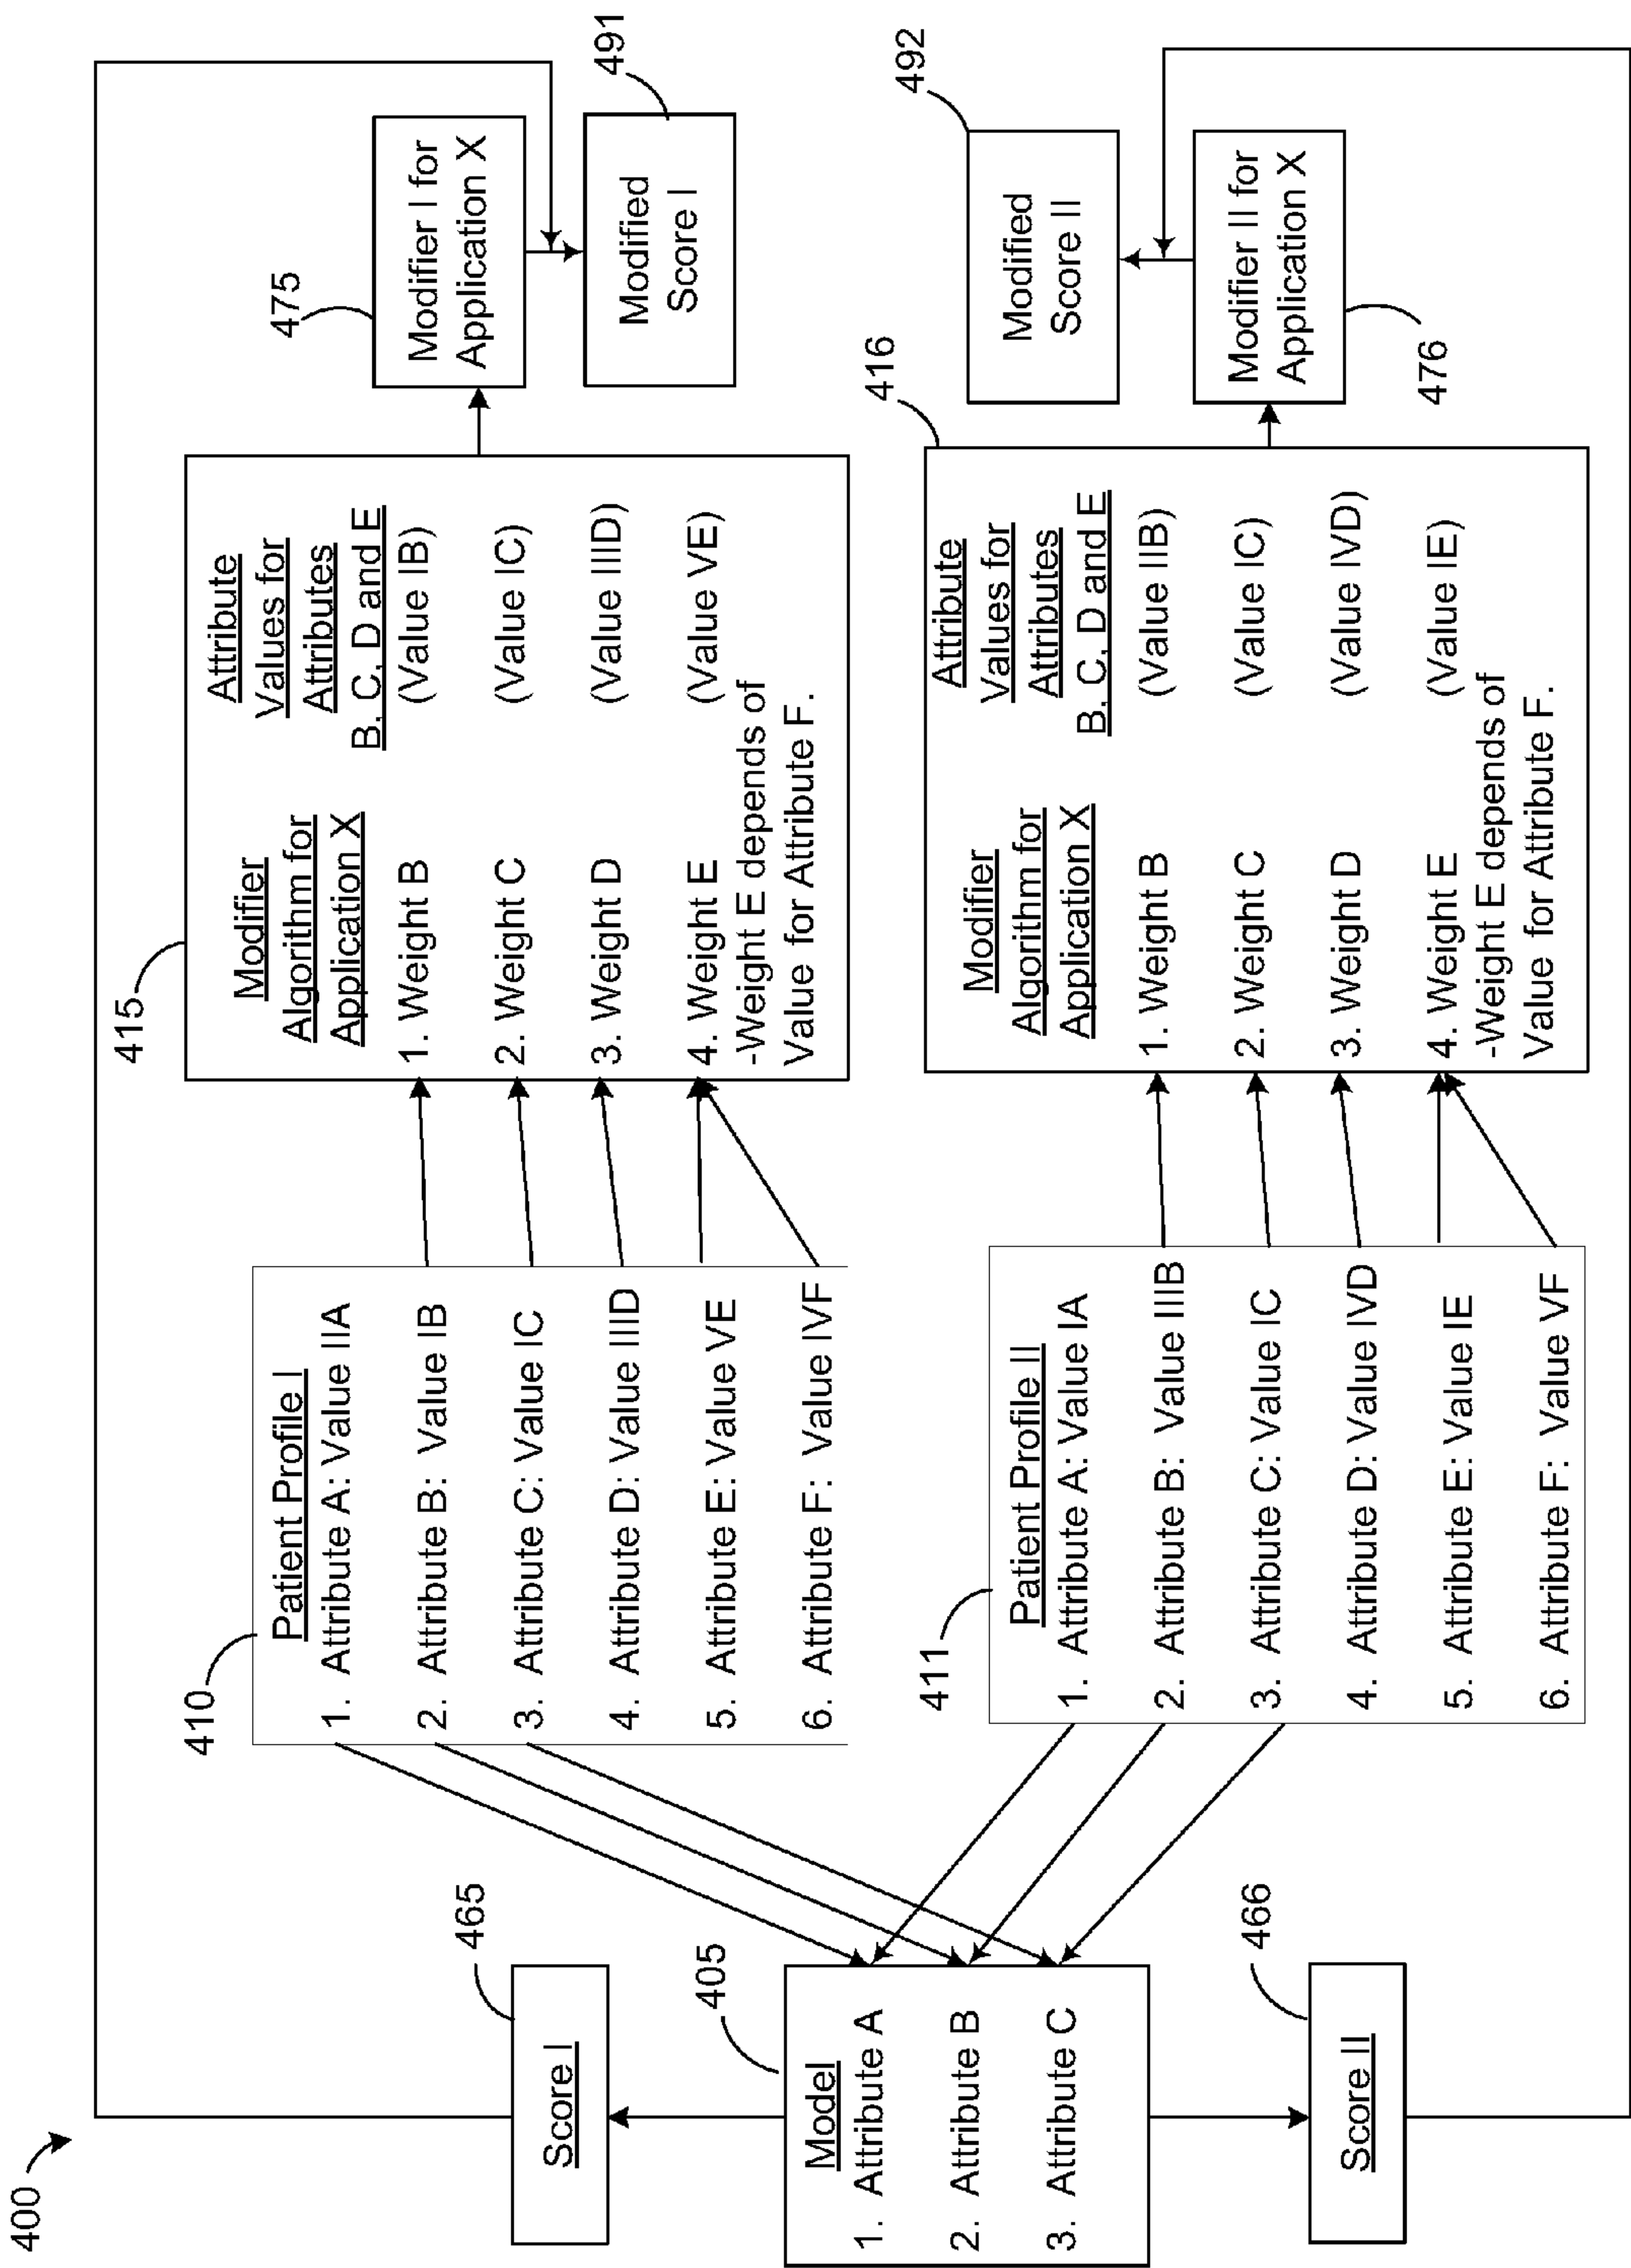 400
465
Score I
405
Model
1. Attribute A
2. Attribute B
3. Attribute C
466
Score II
410
Patient Profile I
1. Attribute A: Value IIA
2. Attribute B: Value IB
3. Attribute C: Value IC
4. Attribute D: Value IIID
5. Attribute E: Value VE
6. Attribute F: Value IVF
411
Patient Profile II
1. Attribute A: Value IA
2. Attribute B: Value IIIB
3. Attribute C: Value IC
4. Attribute D: Value IVD
5. Attribute E: Value IE
6. Attribute F: Value VF
415
Modifier
Algorithm for
Application X
1. Weight B
2. Weight C
3. Weight D
4. Weight E
-Weight E depends of
Value for Attribute F.
Attribute
Values for
Attributes
B, C, D and E
(Value IB)
(Value IC)
(Value IIID)
(Value VE)
416
Modifier
Algorithm for
Application X
1. Weight B
2. Weight C
3. Weight D
4. Weight E
-Weight E depends of
Value for Attribute F.
Attribute
Values for
Attributes
B, C, D and E
(Value IIB)
(Value IC)
(Value IVD)
(Value IE)
475
Modifier I for
Application X
491
Modified
Score I
492
Modified
Score II
476
Modifier II for
Application X